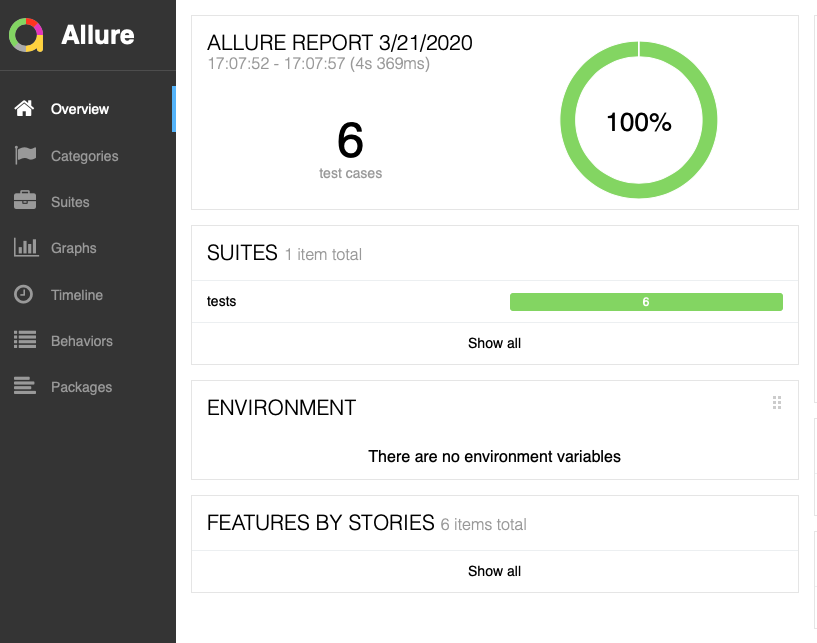 Allure
Overview
Categories
Suites
Graphs
Timeline
Behaviors
Packages
ALLURE REPORT 3/21/2020
17:07:52 - 17:07:57 (4s 369ms)
6
test cases
100%
SUITES 1 item total
tests 6
Show all
ENVIRONMENT
There are no environment variables
FEATURES BY STORIES 6 items total
Show all